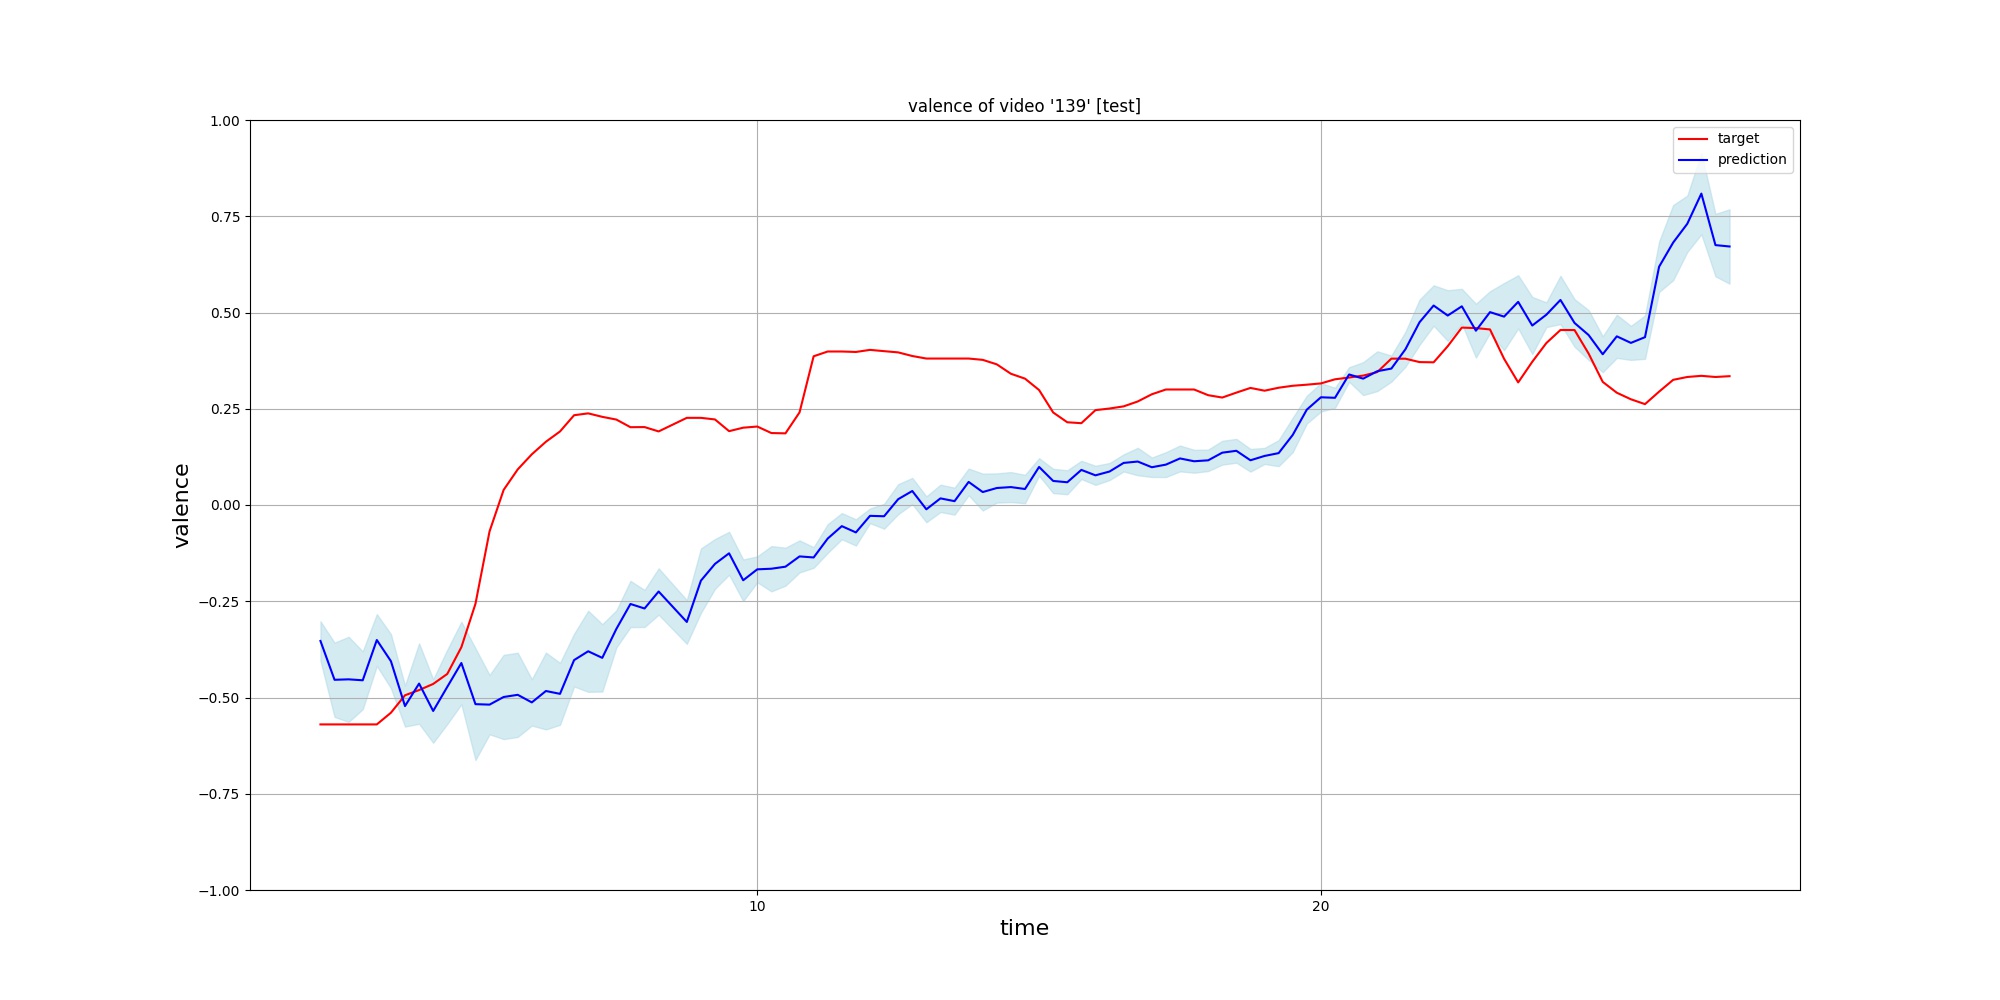 valence of video '139' [test]
target
prediction
1.00
0.75
0.50
0.25
0.00
−0.25
−0.50
−0.75
−1.00
valence
10
20
time